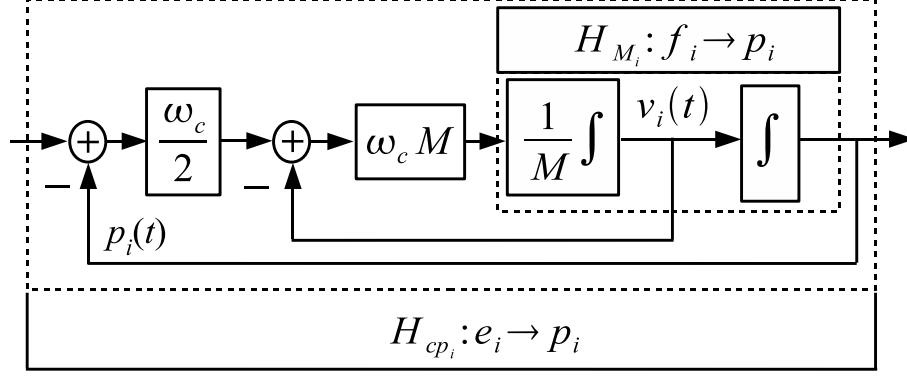 H_{M_i} : f_i → p_i
+
ω_c / 2
+
ω_c M
1/M ∫
v_i(t)
∫
−
−
p_i(t)
H_{cp_i} : e_i → p_i